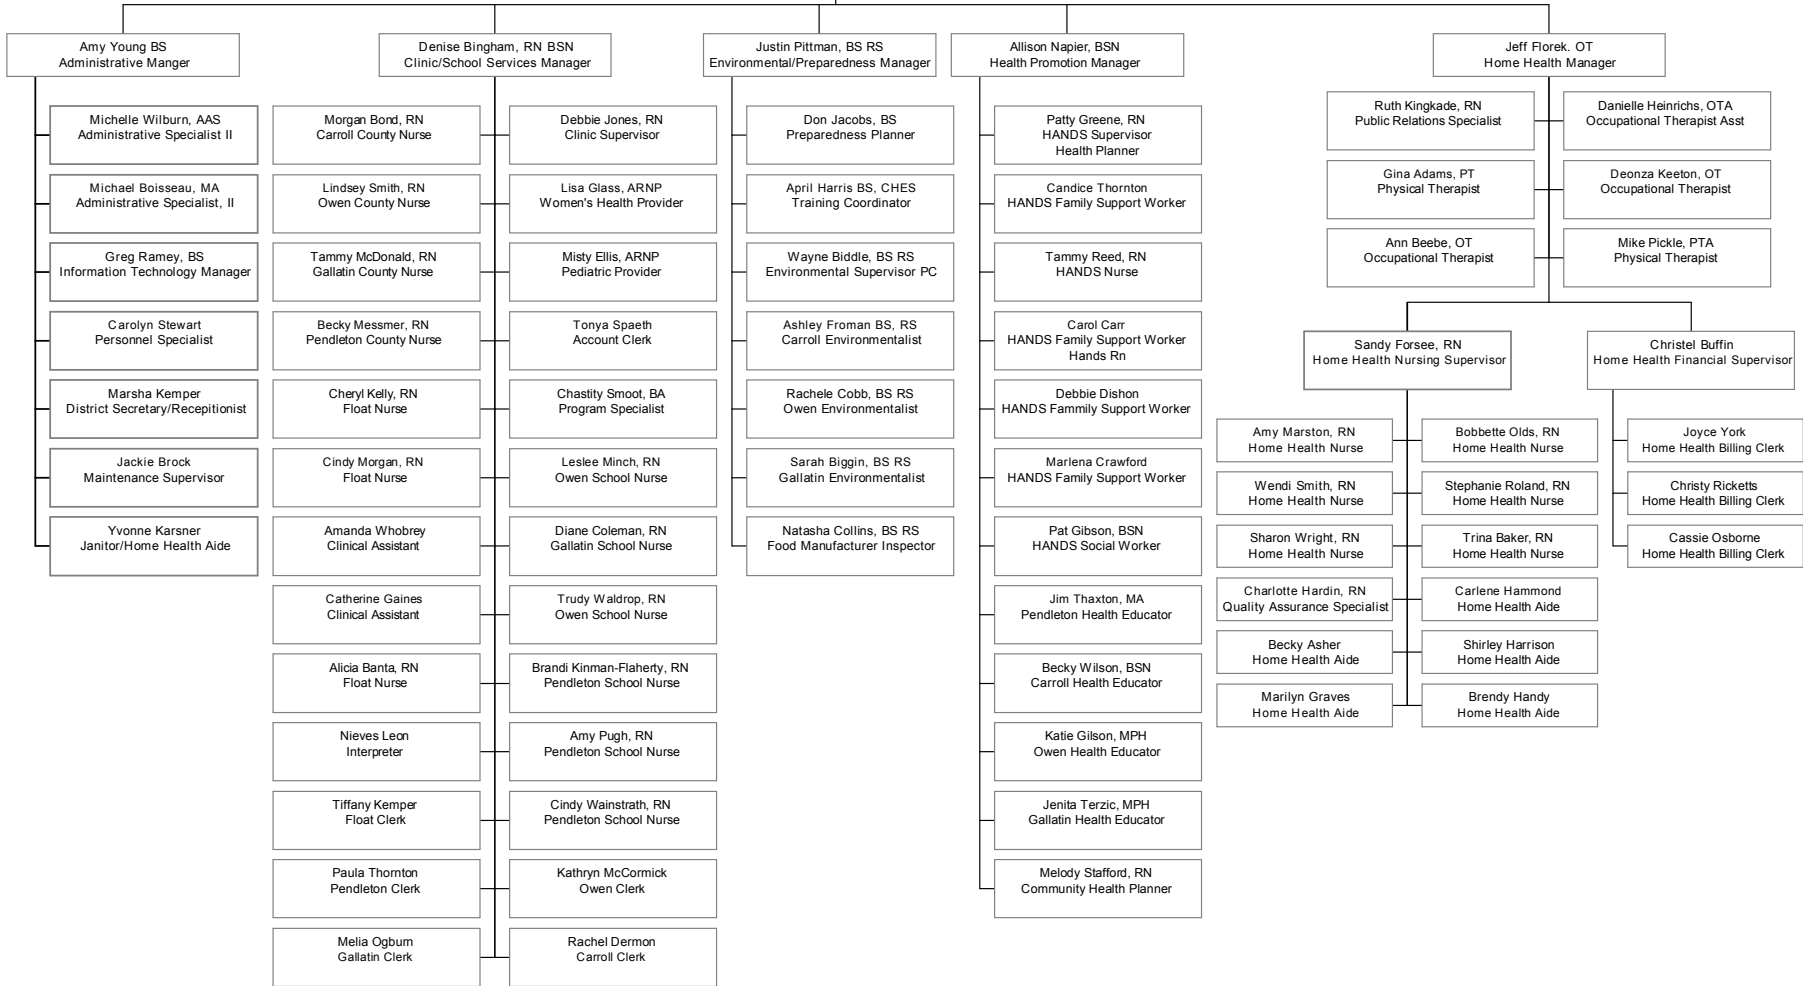 Amy Young BS
Administrative Manger
Denise Bingham, RN BSN
Clinic/School Services Manager
Justin Pittman, BS RS
Environmental/Preparedness Manager
Allison Napier, BSN
Health Promotion Manager
Jeff Florek. OT
Home Health Manager
Michelle Wilburn, AAS
Administrative Specialist II
Michael Boisseau, MA
Administrative Specialist, II
Greg Ramey, BS
Information Technology Manager
Carolyn Stewart
Personnel Specialist
Marsha Kemper
District Secretary/Recepitionist
Jackie Brock
Maintenance Supervisor
Yvonne Karsner
Janitor/Home Health Aide
Morgan Bond, RN
Carroll County Nurse
Lindsey Smith, RN
Owen County Nurse
Tammy McDonald, RN
Gallatin County Nurse
Becky Messmer, RN
Pendleton County Nurse
Cheryl Kelly, RN
Float Nurse
Cindy Morgan, RN
Float Nurse
Amanda Whobrey
Clinical Assistant
Catherine Gaines
Clinical Assistant
Alicia Banta, RN
Float Nurse
Nieves Leon
Interpreter
Tiffany Kemper
Float Clerk
Paula Thornton
Pendleton Clerk
Melia Ogburn
Gallatin Clerk
Debbie Jones, RN
Clinic Supervisor
Lisa Glass, ARNP
Women's Health Provider
Misty Ellis, ARNP
Pediatric Provider
Tonya Spaeth
Account Clerk
Chastity Smoot, BA
Program Specialist
Leslee Minch, RN
Owen School Nurse
Diane Coleman, RN
Gallatin School Nurse
Trudy Waldrop, RN
Owen School Nurse
Brandi Kinman-Flaherty, RN
Pendleton School Nurse
Amy Pugh, RN
Pendleton School Nurse
Cindy Wainstrath, RN
Pendleton School Nurse
Kathryn McCormick
Owen Clerk
Rachel Dermon
Carroll Clerk
Don Jacobs, BS
Preparedness Planner
April Harris BS, CHES
Training Coordinator
Wayne Biddle, BS RS
Environmental Supervisor PC
Ashley Froman BS, RS
Carroll Environmentalist
Rachele Cobb, BS RS
Owen Environmentalist
Sarah Biggin, BS RS
Gallatin Environmentalist
Natasha Collins, BS RS
Food Manufacturer Inspector
Patty Greene, RN
HANDS Supervisor
Health Planner
Candice Thornton
HANDS Family Support Worker
Tammy Reed, RN
HANDS Nurse
Carol Carr
HANDS Family Support Worker
Hands Rn
Debbie Dishon
HANDS Fammily Support Worker
Marlena Crawford
HANDS Family Support Worker
Pat Gibson, BSN
HANDS Social Worker
Jim Thaxton, MA
Pendleton Health Educator
Becky Wilson, BSN
Carroll Health Educator
Katie Gilson, MPH
Owen Health Educator
Jenita Terzic, MPH
Gallatin Health Educator
Melody Stafford, RN
Community Health Planner
Ruth Kingkade, RN
Public Relations Specialist
Danielle Heinrichs, OTA
Occupational Therapist Asst
Gina Adams, PT
Physical Therapist
Deonza Keeton, OT
Occupational Therapist
Ann Beebe, OT
Occupational Therapist
Mike Pickle, PTA
Physical Therapist
Sandy Forsee, RN
Home Health Nursing Supervisor
Christel Buffin
Home Health Financial Supervisor
Amy Marston, RN
Home Health Nurse
Bobbette Olds, RN
Home Health Nurse
Wendi Smith, RN
Home Health Nurse
Stephanie Roland, RN
Home Health Nurse
Sharon Wright, RN
Home Health Nurse
Trina Baker, RN
Home Health Nurse
Charlotte Hardin, RN
Quality Assurance Specialist
Carlene Hammond
Home Health Aide
Becky Asher
Home Health Aide
Shirley Harrison
Home Health Aide
Marilyn Graves
Home Health Aide
Brendy Handy
Home Health Aide
Joyce York
Home Health Billing Clerk
Christy Ricketts
Home Health Billing Clerk
Cassie Osborne
Home Health Billing Clerk